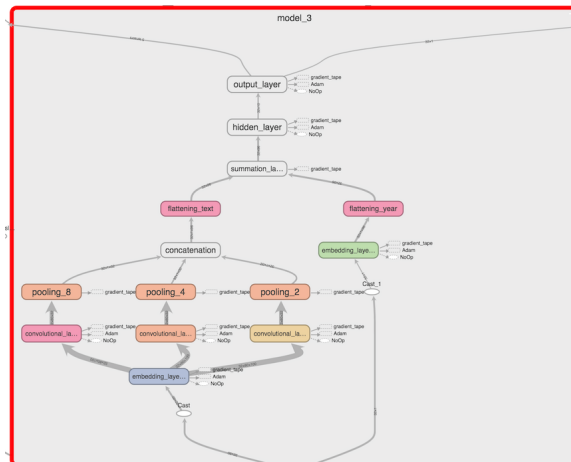 model_3
output_layer
gradient_tape
Adam
NoOp
hidden_layer
gradient_tape
Adam
NoOp
summation_la...
gradient_tape
flattening_text
flattening_year
concatenation
embedding_laye...
gradient_tape
Adam
NoOp
pooling_8
gradient_tape
pooling_4
gradient_tape
pooling_2
gradient_tape
Cast_1
convolutional_la...
gradient_tape
Adam
NoOp
convolutional_la...
gradient_tape
Adam
NoOp
convolutional_la...
gradient_tape
Adam
NoOp
embedding_laye...
gradient_tape
Adam
NoOp
Cast